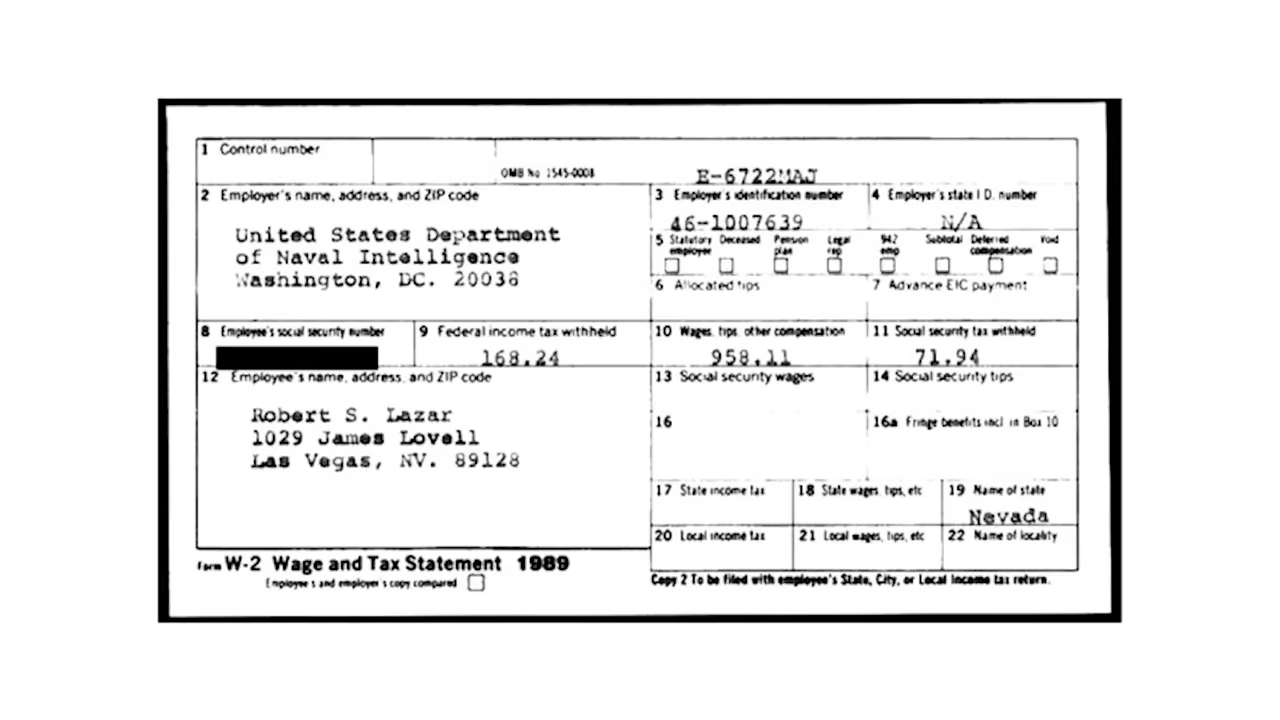 1 Control number
OMB No. 1545-0008
E-6722MAJ
2 Employer's name, address, and ZIP code
United States Department
of Naval Intelligence
Washington, DC. 20038
3 Employer's identification number
46-1007639
4 Employer's state I.D. number
N/A
5 Statutory employee Deceased Pension plan Legal rep 942 emp Subtotal Deferred compensation Void
6 Allocated tips
7 Advance EIC payment
8 Employee's social security number
9 Federal income tax withheld
168.24
10 Wages, tips, other compensation
958.11
11 Social security tax withheld
71.94
12 Employee's name, address, and ZIP code
Robert S. Lazar
1029 James Lovell
Las Vegas, NV. 89128
13 Social security wages
14 Social security tips
16
16a Fringe benefits incl. in Box 10
17 State income tax
18 State wages, tips, etc
19 Name of state
Nevada
20 Local income tax
21 Local wages, tips, etc
22 Name of locality
Form W-2 Wage and Tax Statement 1989
Employee's and employer's copy compared
Copy 2 To be filed with employee's State, City, or Local Income tax return.